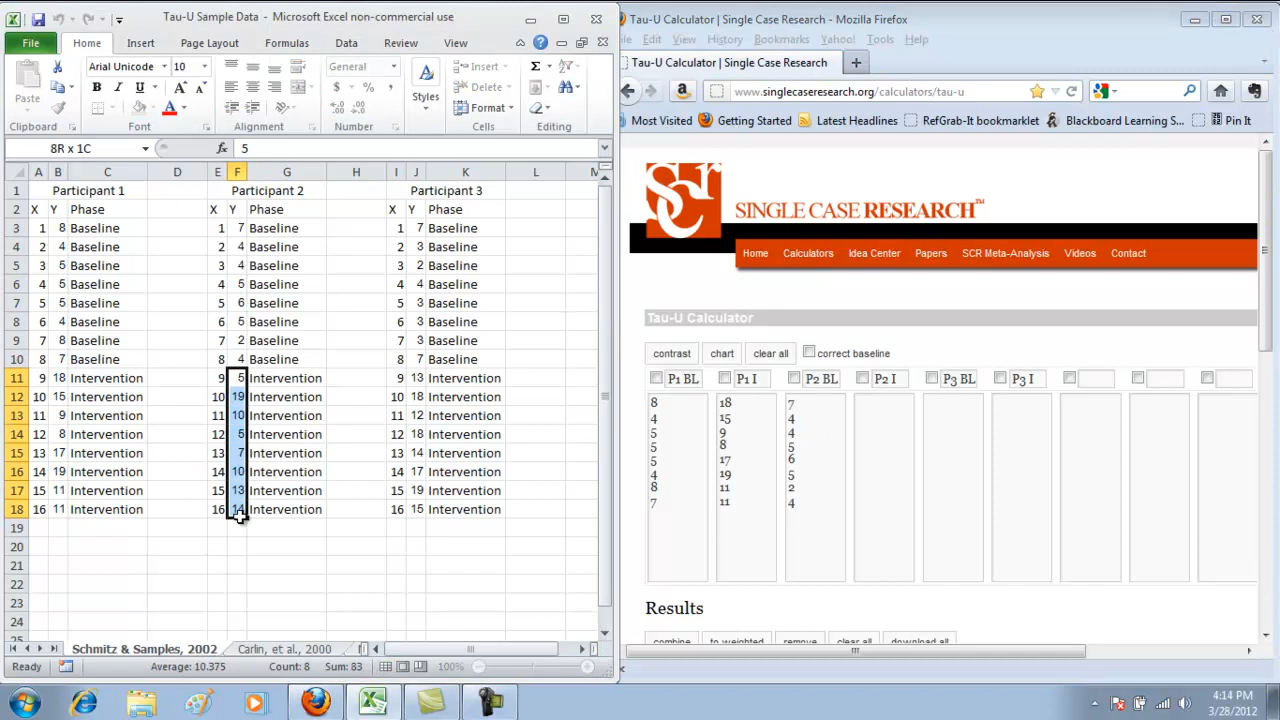 Tau-U Sample Data - Microsoft Excel non-commercial use
File Home Insert Page Layout Formulas Data Review View
Arial Unicode 10
General
Insert
Delete
Format
Paste
Styles
Clipboard Font Alignment Number Cells Editing
8R x 1C fx 5
A B C D E F G H I J K L M
1 Participant 1 Participant 2 Participant 3
2 X Y Phase X Y Phase X Y Phase
3 1 8 Baseline 1 7 Baseline 1 7 Baseline
4 2 4 Baseline 2 4 Baseline 2 3 Baseline
5 3 5 Baseline 3 4 Baseline 3 2 Baseline
6 4 5 Baseline 4 5 Baseline 4 4 Baseline
7 5 5 Baseline 5 6 Baseline 5 3 Baseline
8 6 4 Baseline 6 5 Baseline 6 3 Baseline
9 7 8 Baseline 7 2 Baseline 7 3 Baseline
10 8 7 Baseline 8 4 Baseline 8 7 Baseline
11 9 18 Intervention 9 5 Intervention 9 13 Intervention
12 10 15 Intervention 10 19 Intervention 10 18 Intervention
13 11 9 Intervention 11 10 Intervention 11 12 Intervention
14 12 8 Intervention 12 5 Intervention 12 18 Intervention
15 13 17 Intervention 13 7 Intervention 13 14 Intervention
16 14 19 Intervention 14 10 Intervention 14 17 Intervention
17 15 11 Intervention 15 13 Intervention 15 19 Intervention
18 16 11 Intervention 16 14 Intervention 16 15 Intervention
19
20
21
22
23
24
25
Schmitz & Samples, 2002 Carlin, et al., 2000
Ready Average: 10.375 Count: 8 Sum: 83 100%
Tau-U Calculator | Single Case Research - Mozilla Firefox
File Edit View History Bookmarks Yahoo! Tools Help
Tau-U Calculator | Single Case Research
www.singlecaseresearch.org/calculators/tau-u
Most Visited Getting Started Latest Headlines RefGrab-It bookmarklet Blackboard Learning S... Pin It
scr
SINGLE CASE RESEARCH™
Home Calculators Idea Center Papers SCR Meta-Analysis Videos Contact
Tau-U Calculator
contrast chart clear all correct baseline
P1 BL P1 I P2 BL P2 I P3 BL P3 I
8 18 7
4 15 4
5 9 4
5 8 5
5 17 6
4 19 5
8 11 2
7 11 4
Results
combine to weighted remove clear all download all
4:14 PM
3/28/2012